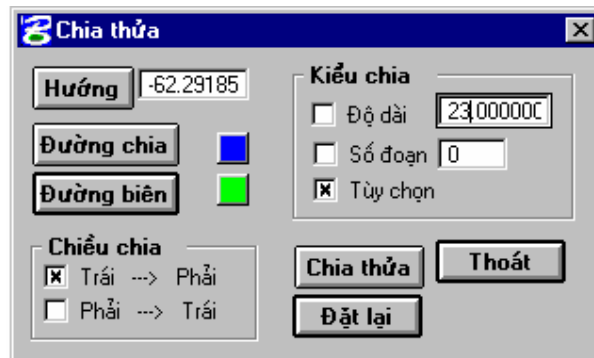 Chia thửa
Hướng -62.29185
Đường chia
Đường biên
Chiều chia
Trái ---> Phải
Phải ---> Trái
Kiểu chia
Độ dài 23.000000
Số đoạn 0
Tùy chọn
Chia thửa Thoát
Đặt lại